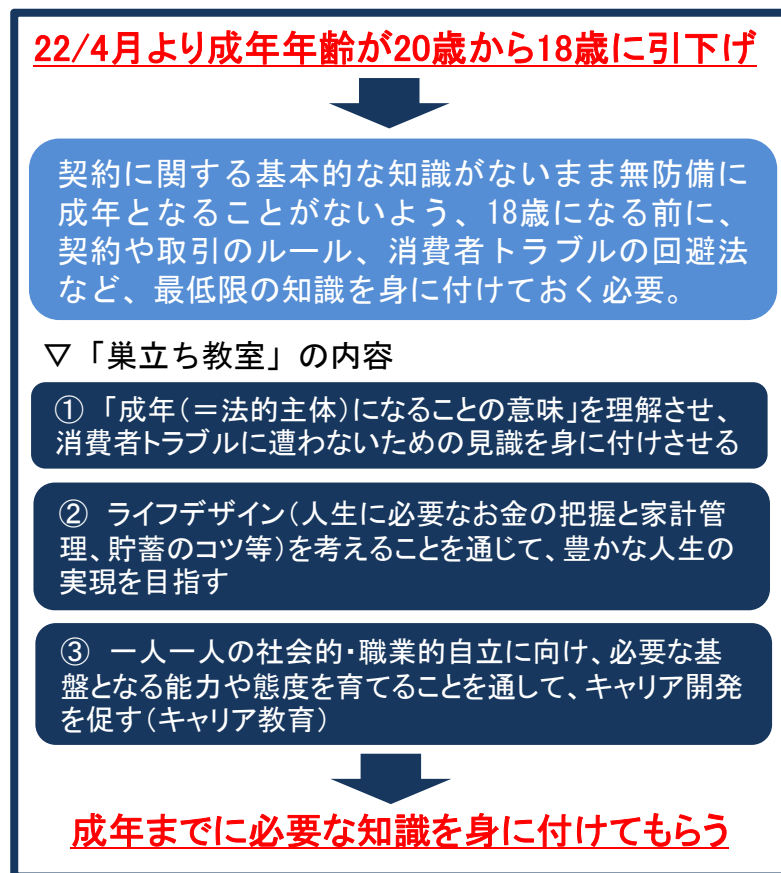 22/4月より成年年齢が20歳から18歳に引下げ
契約に関する基本的な知識がないまま無防備に
成年となることがないよう、18歳になる前に、
契約や取引のルール、消費者トラブルの回避法
など、最低限の知識を身に付けておく必要。
▽「巣立ち教室」の内容
① 「成年(＝法的主体)になることの意味」を理解させ、
消費者トラブルに遭わないための見識を身に付けさせる
② ライフデザイン(人生に必要なお金の把握と家計管
理、貯蓄のコツ等)を考えることを通じて、豊かな人生の
実現を目指す
③ 一人一人の社会的・職業的自立に向け、必要な基
盤となる能力や態度を育てることを通して、キャリア開発
を促す(キャリア教育)
成年までに必要な知識を身に付けてもらう